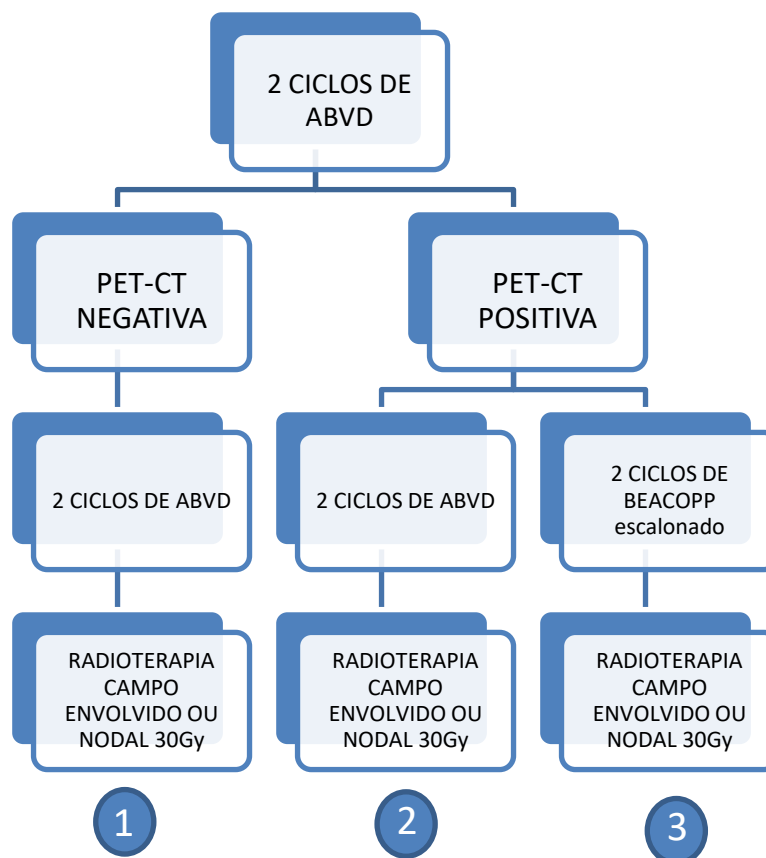 2 CICLOS DE
ABVD
PET-CT
NEGATIVA
PET-CT
POSITIVA
2 CICLOS DE ABVD
2 CICLOS DE ABVD
2 CICLOS DE
BEACOPP
escalonado
RADIOTERAPIA
CAMPO
ENVOLVIDO OU
NODAL 30Gy
RADIOTERAPIA
CAMPO
ENVOLVIDO OU
NODAL 30Gy
RADIOTERAPIA
CAMPO
ENVOLVIDO OU
NODAL 30Gy
1
2
3